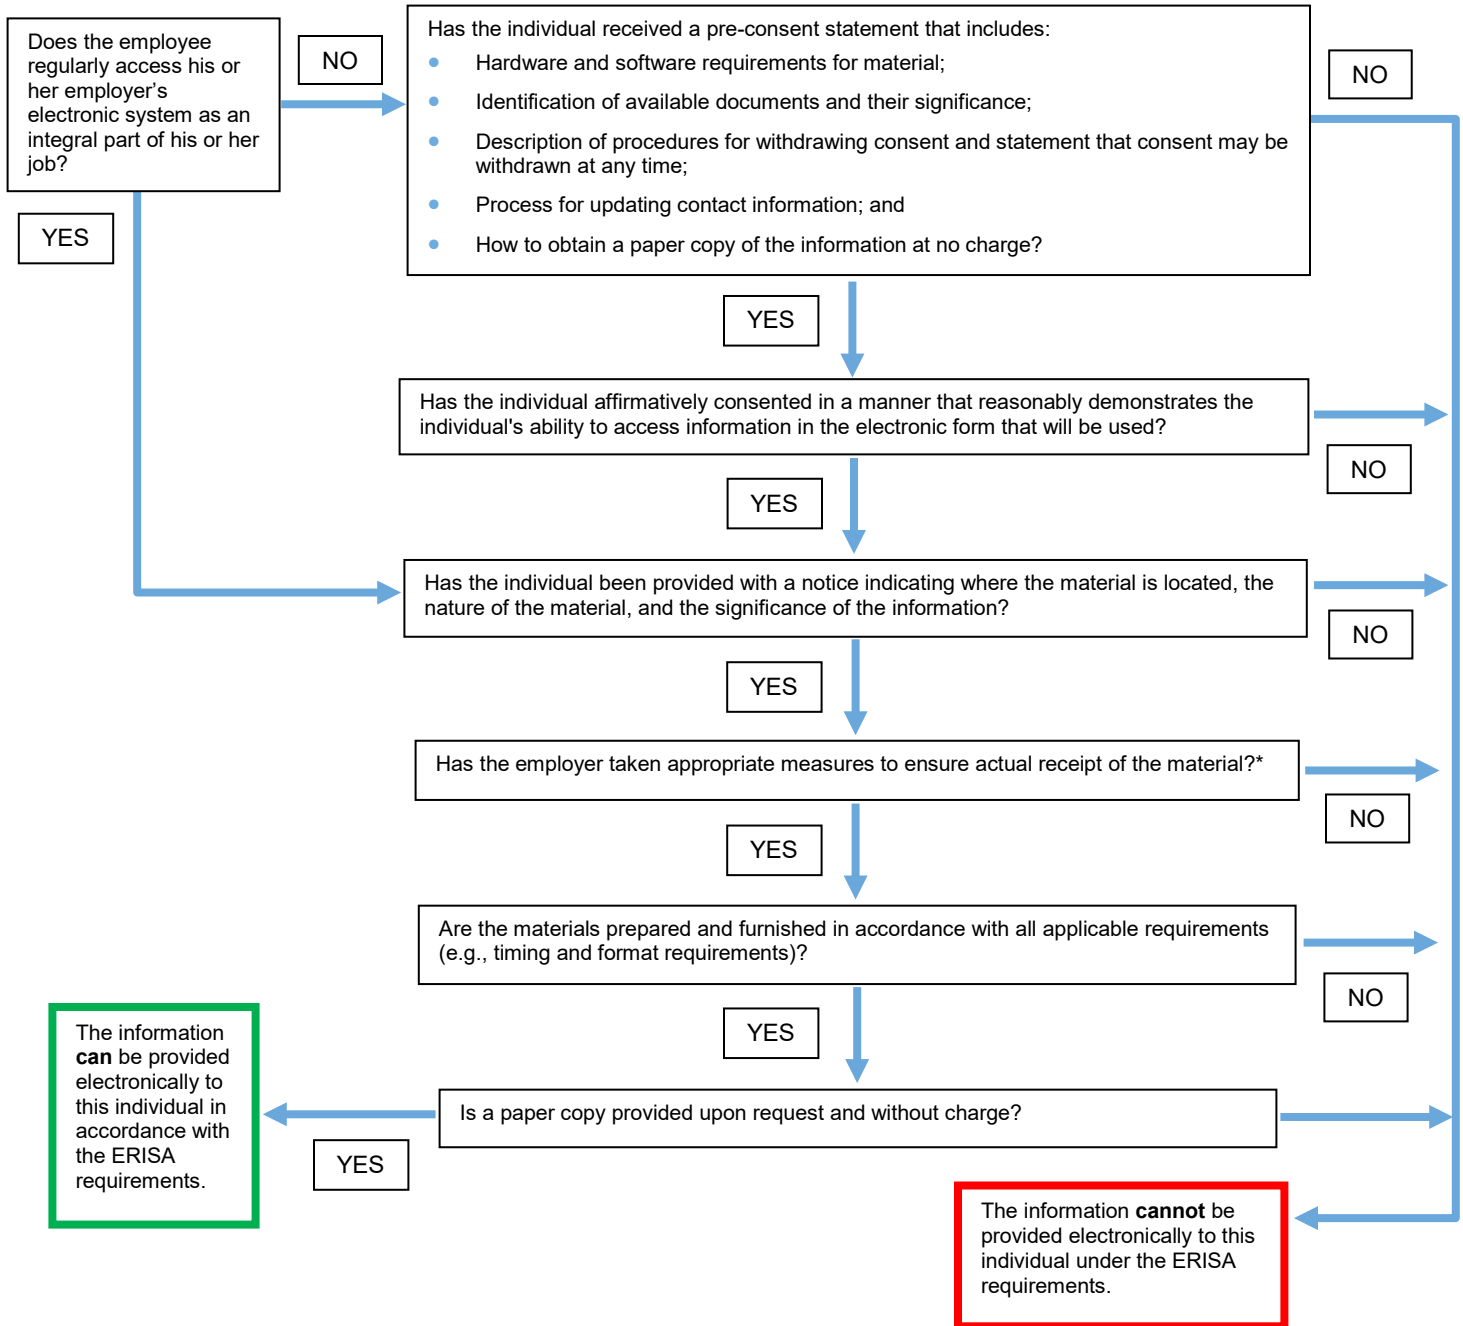 Does the employee
regularly access his or
her employer’s
electronic system as an
integral part of his or her
job?
NO
YES
Has the individual received a pre-consent statement that includes:
• Hardware and software requirements for material;
• Identification of available documents and their significance;
• Description of procedures for withdrawing consent and statement that consent may be
withdrawn at any time;
• Process for updating contact information; and
• How to obtain a paper copy of the information at no charge?
NO
YES
Has the individual affirmatively consented in a manner that reasonably demonstrates the
individual's ability to access information in the electronic form that will be used?
NO
YES
Has the individual been provided with a notice indicating where the material is located, the
nature of the material, and the significance of the information?
NO
YES
Has the employer taken appropriate measures to ensure actual receipt of the material?*
NO
YES
Are the materials prepared and furnished in accordance with all applicable requirements
(e.g., timing and format requirements)?
NO
YES
Is a paper copy provided upon request and without charge?
YES
The information
can be provided
electronically to
this individual in
accordance with
the ERISA
requirements.
The information cannot be
provided electronically to this
individual under the ERISA
requirements.